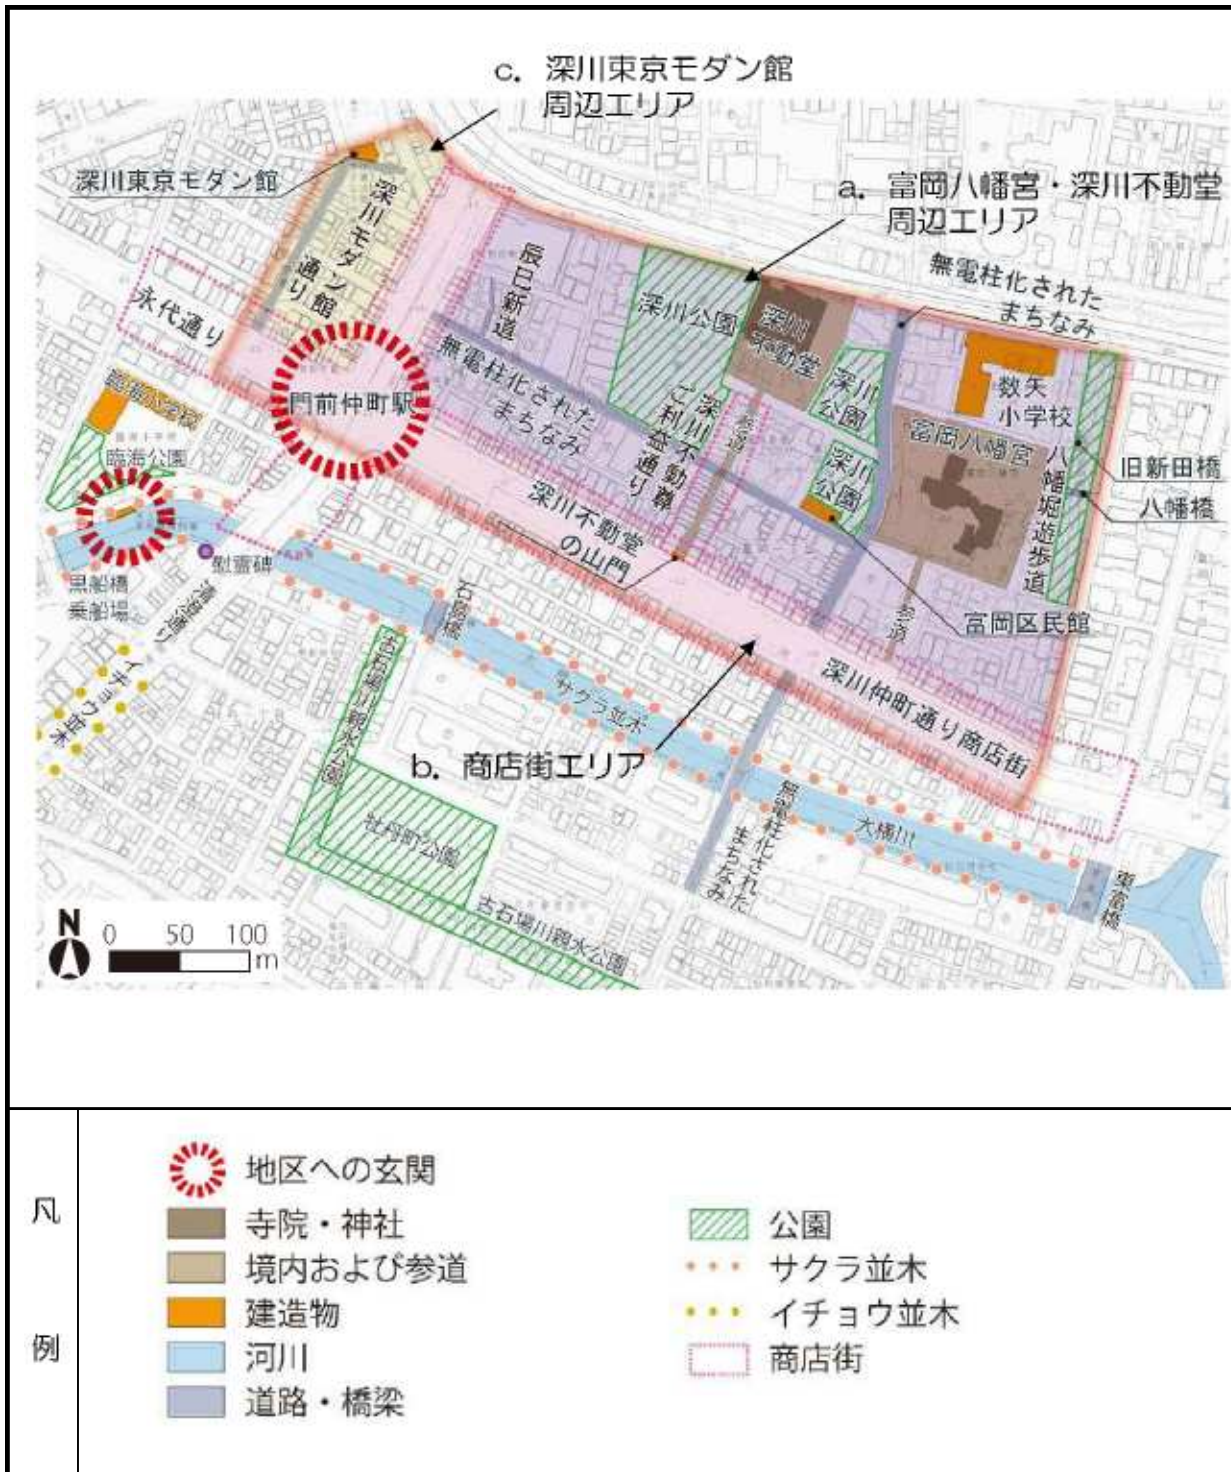 c. 深川東京モダン館
周辺エリア
深川東京モダン館
a. 富岡八幡宮・深川不動堂
周辺エリア
無電柱化された
まちなみ
深川モダン館
通り
辰巳新道
永代通り
深川公園
深川
不動堂
深川
公園
数矢
小学校
門前仲町駅
無電柱化された
まちなみ
深川不動尊
ご利益通り
参道
深川
公園
富岡八幡宮
八幡堀遊歩道
旧新田橋
八幡橋
臨海小学校
臨海公園
深川不動堂
の山門
富岡区民館
参道
慰霊碑
黒船橋
乗船場
清澄通り
石島橋
イチョウ並木
古石場川親水公園
サクラ並木
深川仲町通り商店街
b. 商店街エリア
牡丹町公園
無電柱化された
まちなみ
大横川
東富橋
古石場川親水公園
N
0 50 100
m
凡
例
地区への玄関
寺院・神社
境内および参道
建造物
河川
道路・橋梁
公園
サクラ並木
イチョウ並木
商店街